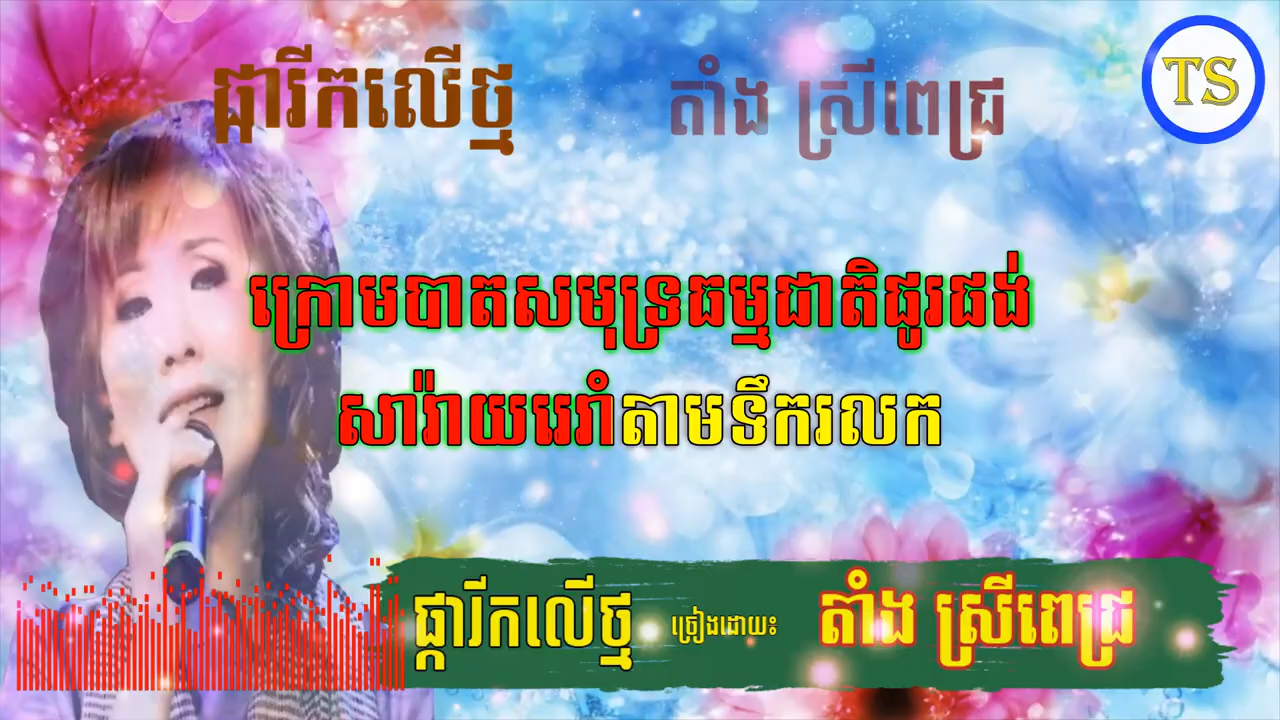 ផ្ការីកលើថ្ម តាំង ស្រីពេជ្រ
TS
ក្រោមបាតសមុទ្រធម្មជាតិដូរផង់
សារ៉ាយរេរាំតាមទឹករលក
ផ្ការីកលើថ្ម ច្រៀងដោយ៖ តាំង ស្រីពេជ្រ